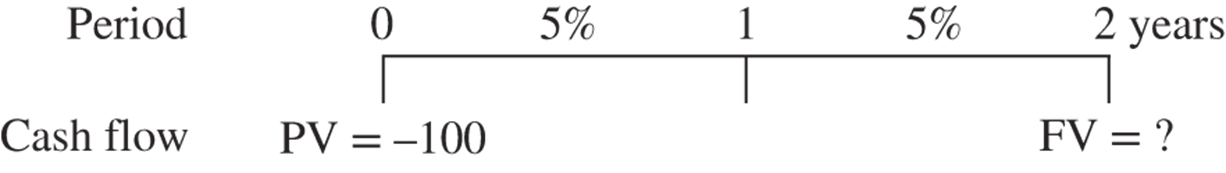 Period 0 5% 1 5% 2 years
Cash flow PV = –100 FV = ?